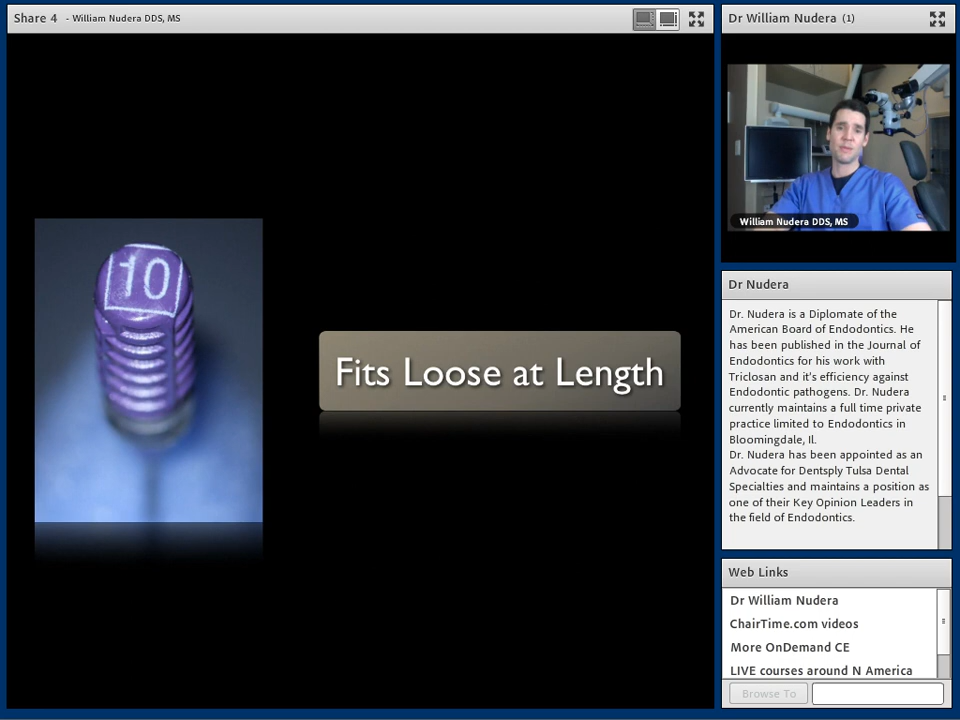 Share 4 - William Nudera DDS, MS
10
Fits Loose at Length
Dr William Nudera (1)
William Nudera DDS, MS
Dr Nudera
Dr. Nudera is a Diplomate of the
American Board of Endodontics. He
has been published in the Journal of
Endodontics for his work with
Triclosan and it's efficiency against
Endodontic pathogens. Dr. Nudera
currently maintains a full time private
practice limited to Endodontics in
Bloomingdale, Il.
Dr. Nudera has been appointed as an
Advocate for Dentsply Tulsa Dental
Specialties and maintains a position as
one of their Key Opinion Leaders in
the field of Endodontics.
Web Links
Dr William Nudera
ChairTime.com videos
More OnDemand CE
LIVE courses around N America
Browse To